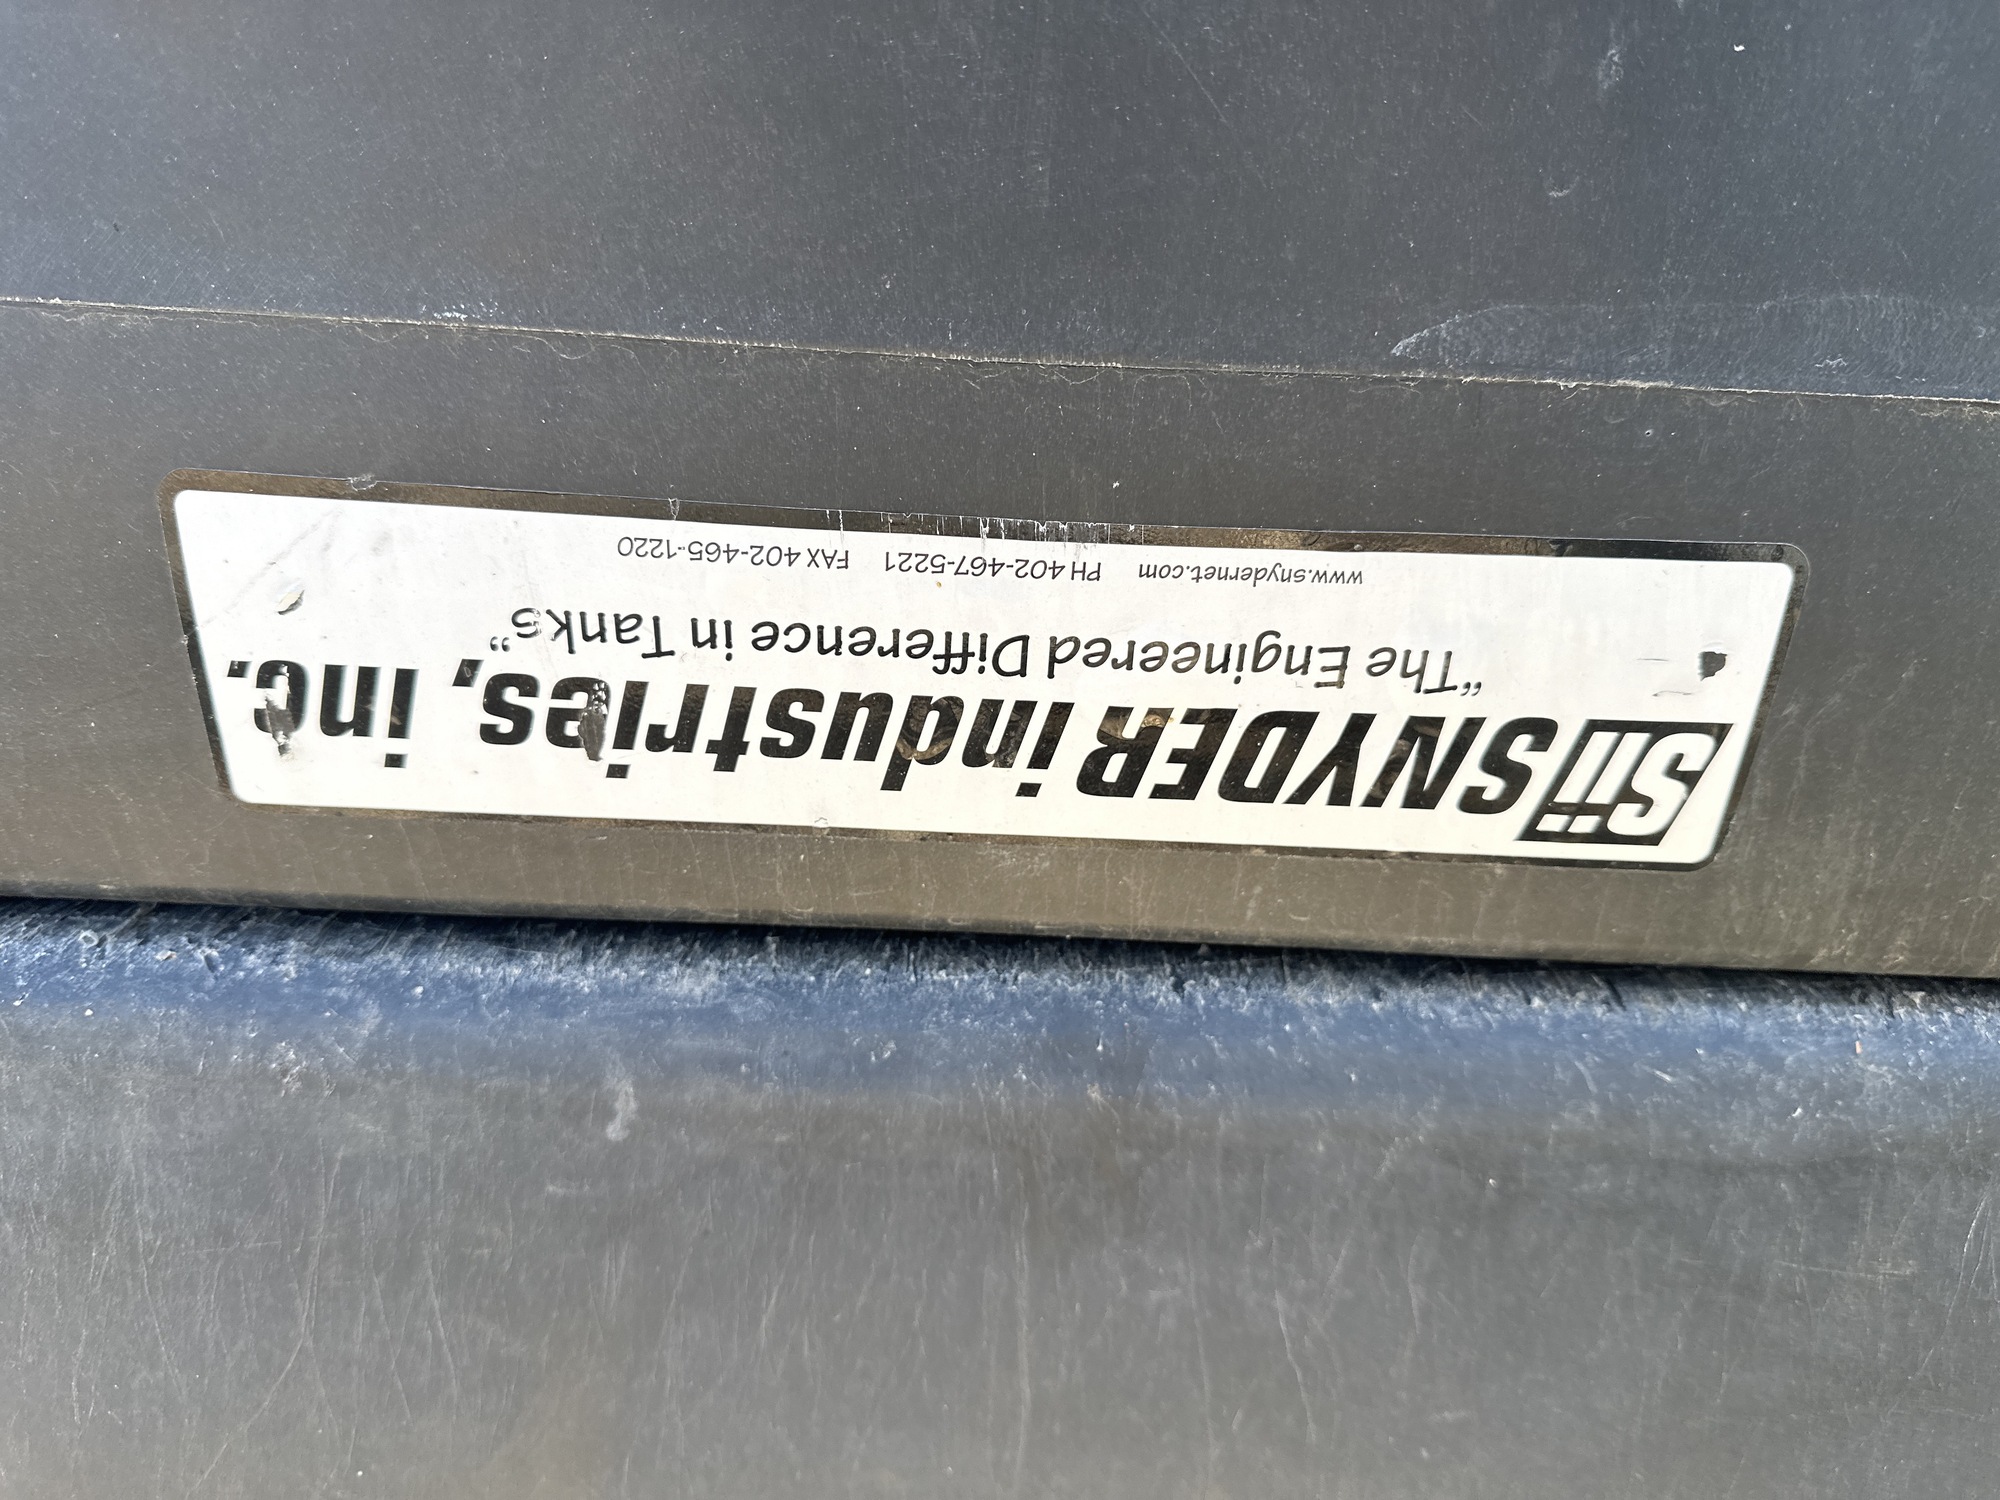 Sii SNYDER industries, inc.
“The Engineered Difference in Tanks”
www.snydernet.com PH 402-467-5221 FAX 402-465-1220